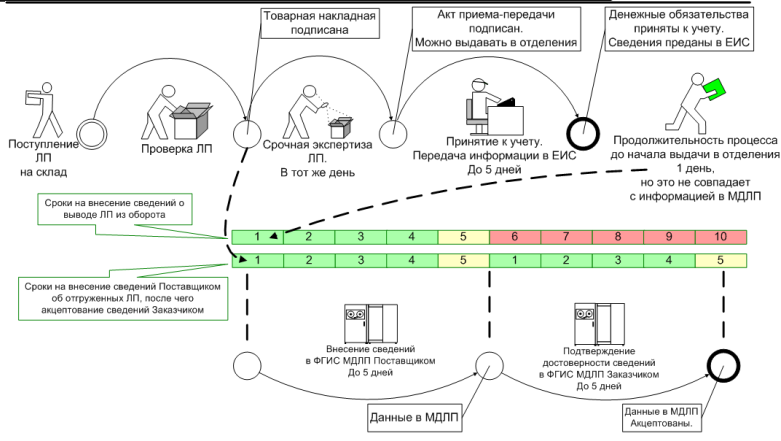 Товарная накладная
подписана
Акт приема-передачи
подписан.
Можно выдавать в отделения
Денежные обязательства
приняты к учету.
Сведения преданы в ЕИС
Поступление
ЛП
на склад
Проверка ЛП
Срочная экспертиза
ЛП.
В тот же день
Принятие к учету.
Передача информации в ЕИС
До 5 дней
Продолжительность процесса
до начала выдачи в отделения
1 день,
но это не совпадает
с информацией в МДЛП
Сроки на внесение сведений о
выводе ЛП из оборота
1 2 3 4 5 6 7 8 9 10
1 2 3 4 5 1 2 3 4 5
Сроки на внесение сведений Поставщиком
об отгруженных ЛП, после чего
акцептование сведений Заказчиком
Внесение сведений
в ФГИС МДЛП Поставщиком
До 5 дней
Подтверждение
достоверности сведений
в ФГИС МДЛП Заказчиком
До 5 дней
Данные в МДЛП
Данные в МДЛП
Акцептованы.